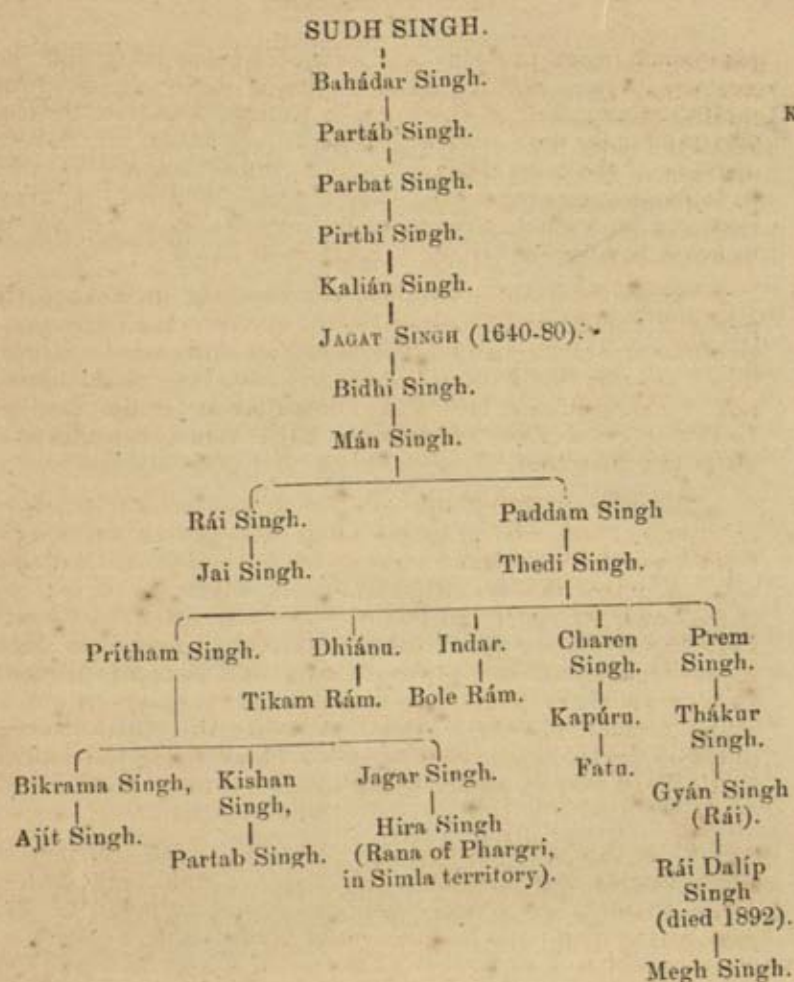 SUDH SINGH.
Bahádar Singh.
K
Partáb Singh.
Parbat Singh.
Pirthi Singh.
Kalián Singh.
JAGAT SINGH (1640-80).
Bidhi Singh.
Mán Singh.
Rái Singh. Paddam Singh
Jai Singh. Thedi Singh.
Prítham Singh. Dhiánu. Indar. Charen Prem
Singh. Singh.
Tikam Rám. Bole Rám. Kapúru. Thákur
Singh.
Bikrama Singh, Kishan Jagar Singh. Fatu. Gyán Singh
Singh, (Rái).
Ajít Singh. Hira Singh
Partab Singh. (Rana of Phargri, Rái Dalíp
in Simla territory). Singh
(died 1892).
Megh Singh.